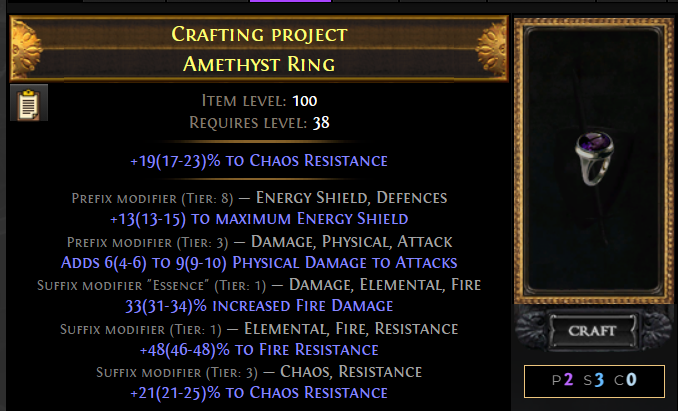 Crafting project
Amethyst Ring
Item level: 100
Requires level: 38
+19(17-23)% to Chaos Resistance
Prefix modifier (Tier: 8) — Energy Shield, Defences
+13(13-15) to maximum Energy Shield
Prefix modifier (Tier: 3) — Damage, Physical, Attack
Adds 6(4-6) to 9(9-10) Physical Damage to Attacks
Suffix modifier "Essence" (Tier: 1) — Damage, Elemental, Fire
33(31-34)% increased Fire Damage
Suffix modifier (Tier: 1) — Elemental, Fire, Resistance
+48(46-48)% to Fire Resistance
Suffix modifier (Tier: 3) — Chaos, Resistance
+21(21-25)% to Chaos Resistance
CRAFT
P2 S3 C0